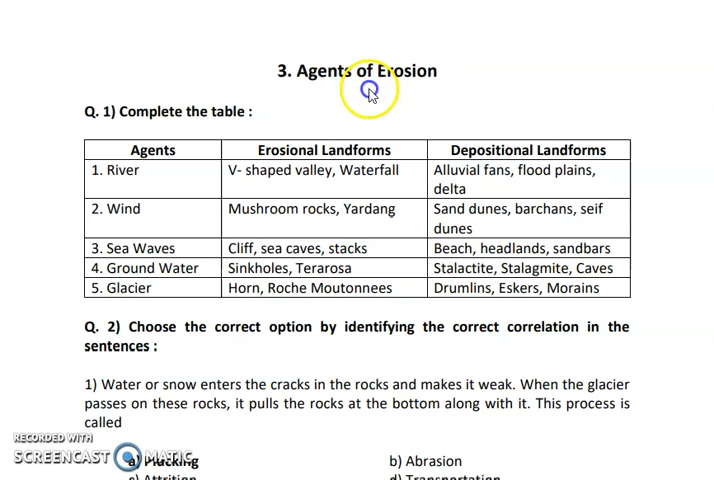 3. Agents of Erosion
Q. 1) Complete the table :
Agents Erosional Landforms Depositional Landforms
1. River V- shaped valley, Waterfall Alluvial fans, flood plains,
delta
2. Wind Mushroom rocks, Yardang Sand dunes, barchans, seif
dunes
3. Sea Waves Cliff, sea caves, stacks Beach, headlands, sandbars
4. Ground Water Sinkholes, Terarosa Stalactite, Stalagmite, Caves
5. Glacier Horn, Roche Moutonnees Drumlins, Eskers, Morains
Q. 2) Choose the correct option by identifying the correct correlation in the
sentences :
1) Water or snow enters the cracks in the rocks and makes it weak. When the glacier
passes on these rocks, it pulls the rocks at the bottom along with it. This process is
called
RECORDED WITH
SCREENCAST MATIC
a) Plucking b) Abrasion
c) Attrition d) Transportation